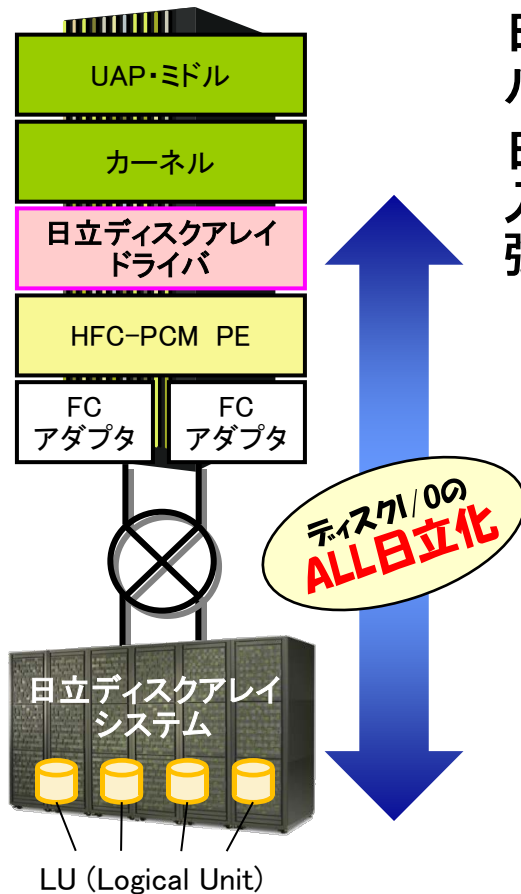 UAP・ミドル
カーネル
日立ディスクアレイ
ドライバ
HFC-PCM PE
FC
アダプタ
FC
アダプタ
ディスクI/Oの
ALL日立化
日立ディスクアレイ
システム
LU (Logical Unit)